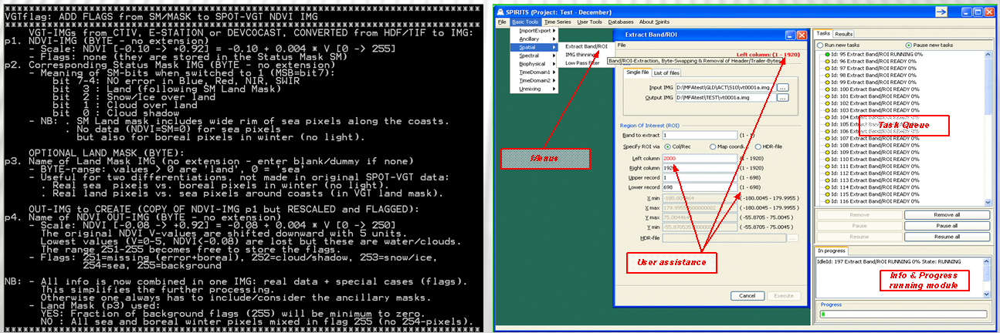 ********************************************************************************
VGTflag: ADD FLAGS from SM/MASK to SPOT-VGT NDVI IMG
********************************************************************************
VGT-IMGs from CTIV, E-STATION or DEVCOCAST, CONVERTED from HDF/TIF to IMG:
p1. NDVI-IMG (BYTE - no extension)
- Scale: NDVI [-0.10 -> +0.92] = -0.10 + 0.004 * V [0 -> 255]
- Flags: none (they are stored in the Status Mask SM)
p2. Corresponding Status Mask IMG (BYTE - no extension)
- Meaning of SM-bits when switched to 1 (MSB=bit7):
bit 7-4: NO error in Blue, Red, NIR, SWIR
bit 3 : Land (following SM Land Mask)
bit 2 : Snow/Ice over land
bit 1 : Cloud over land
bit 0 : Cloud shadow
- NB: . SM Land mask includes wide rim of sea pixels along the coasts.
. No data (NDVI=SM=0) for sea pixels
but also for boreal pixels in winter (no light).
OPTIONAL LAND MASK (BYTE):
p3. Name of Land Mask IMG (no extension - enter blank/dummy if none)
- BYTE-range: values > 0 are 'land', 0 = 'sea'
- Useful for two differentiations, not made in original SPOT-VGT data:
. Real sea pixels vs. boreal pixels in winter (no light).
. Real land pixels vs. sea pixels around coasts (in VGT land mask).
OUT-IMG to CREATE (COPY OF NDVI-IMG p1 but RESCALED and FLAGGED):
p4. Name of NDVI OUT-IMG (BYTE - no extension)
- Scale: NDVI [-0.08 -> +0.92] = -0.08 + 0.004 * V [0 -> 250]
The original NDVI V-values are shifted downward with 5 units.
Lowest values (V=0-5, NDVI<-0.08) are lost but these are water/clouds.
The range 251-255 becomes free to store the flags.
- Flags: 251=missing (error+boreal), 252=cloud/shadow, 253=snow/ice,
254=sea, 255=background
NB: - All info is now combined in one IMG: real data + special cases (flags).
This simplifies the further processing.
Otherwise one always has to include/consider the ancillary masks.
- Land Mask (p3) used:
YES: Fraction of background flags (255) will be minimum to zero.
NO : All sea and boreal winter pixels mixed in flag 255 (no 254-pixels).
********************************************************************************
SPIRITS (Project: Test - December)
File Basic Tools Time Series User Tools Databases About Spirits
Import/Export
Ancillary
Spatial
Spectral
Biophysical
TimeDomain1
TimeDomain2
Unmixing
Extract Band/ROI
IMG thinning
Low Pass filter
Band/ROI-Extraction, Byte-Swapping & Removal of Header/Trailer-Bytes
Menus
Extract Band/ROI
File
Left column: (1 - 1920)
Single file List of files
Input IMG D:\MFAtest\GLD\ACT\S10\vt0001a.img ...
Output IMG D:\MFAtest\TEST\vt0001a.img ...
Region Of Interest (ROI)
Band to extract 1 (1 - 1)
Specify ROI via Col/Rec Map coordi... HDR-file
Left column 2000 (1 - 1920)
Right column 1920 (1 - 1920)
Upper record 1 (1 - 698)
Lower record 698 (1 - 698)
X min -180.004464 ( -180.0045 - 179.9955)
X max ( -180.0045 - 179.9955)
Y max ( -55.8705 - 75.0045)
Y min ( -55.8705 - 75.0045)
HDR-file ...
User assistance
Cancel Execute
Tasks Results
Run new tasks Pause new tasks
Id: 95 Extract Band/ROI RUNNING 0%
Id: 96 Extract Band/ROI READY 0%
Id: 97 Extract Band/ROI READY 0%
Id: 98 Extract Band/ROI READY 0%
Id: 99 Extract Band/ROI READY 0%
Id: 100 Extract Band/ROI READY 0%
Id: 101 Extract Band/ROI READY 0%
Id: 102 Extract Band/ROI READY 0%
Id: 103 Extract Band/ROI READY 0%
Id: 104
Id: 105
Task Queue
Id: 106
Id: 107 Extract Band/ROI READY 0%
Id: 108 Extract Band/ROI READY 0%
Id: 109 Extract Band/ROI READY 0%
Id: 110 Extract Band/ROI READY 0%
Id: 111 Extract Band/ROI READY 0%
Id: 112 Extract Band/ROI READY 0%
Id: 113 Extract Band/ROI READY 0%
Id: 114 Extract Band/ROI READY 0%
Id: 115 Extract Band/ROI READY 0%
Id: 116 Extract Band/ROI READY 0%
Remove Remove all
Pause Pause all
Resume Resume all
In progress
IdleId: 197 Extract Band/ROI RUNNING 0% State: RUNNING
Info & Progress
running module
Progress